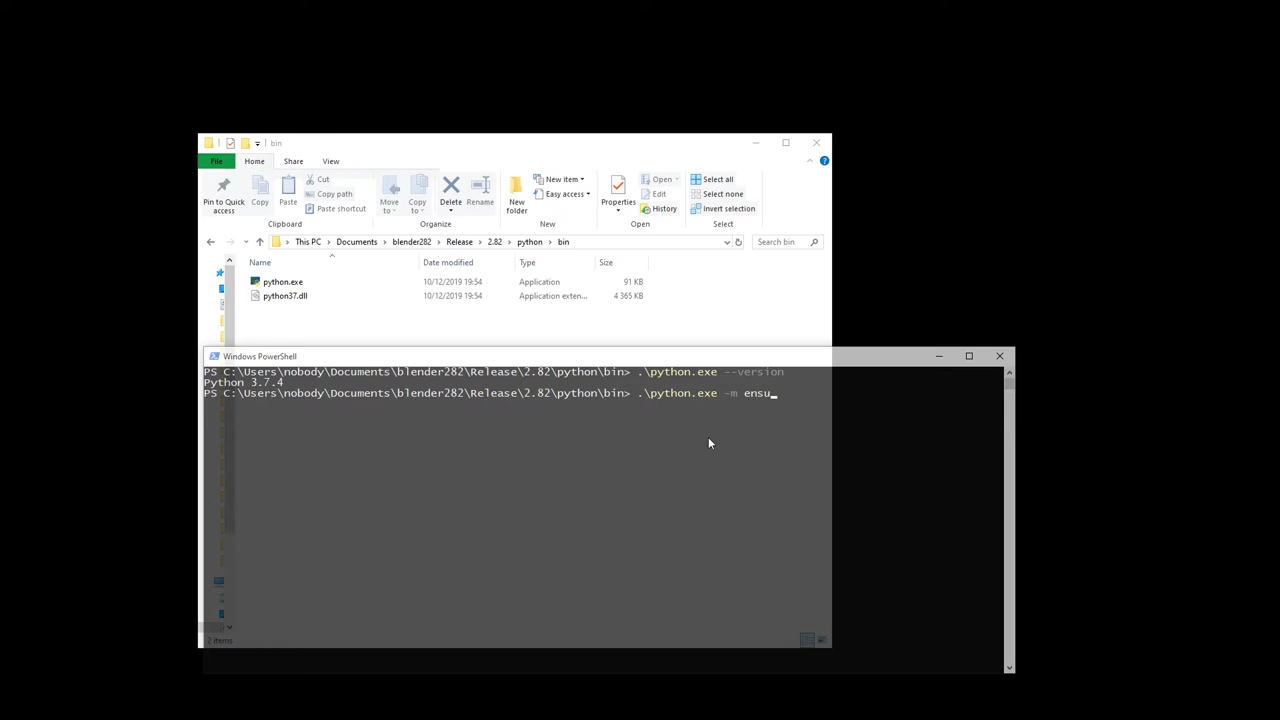 bin
File Home Share View
Pin to Quick access
Copy
Paste
Cut
Copy path
Paste shortcut
Clipboard
Move to
Copy to
Delete
Rename
Organize
New folder
New item
Easy access
New
Properties
Open
Edit
History
Open
Select all
Select none
Invert selection
Select
This PC > Documents > blender282 > Release > 2.82 > python > bin
Search bin
Name Date modified Type Size
python.exe 10/12/2019 19:54 Application 91 KB
python37.dll 10/12/2019 19:54 Application exten... 4 365 KB
Windows PowerShell
PS C:\Users\nobody\Documents\blender282\Release\2.82\python\bin> .\python.exe --version
Python 3.7.4
PS C:\Users\nobody\Documents\blender282\Release\2.82\python\bin> .\python.exe -m ensu_
2 items